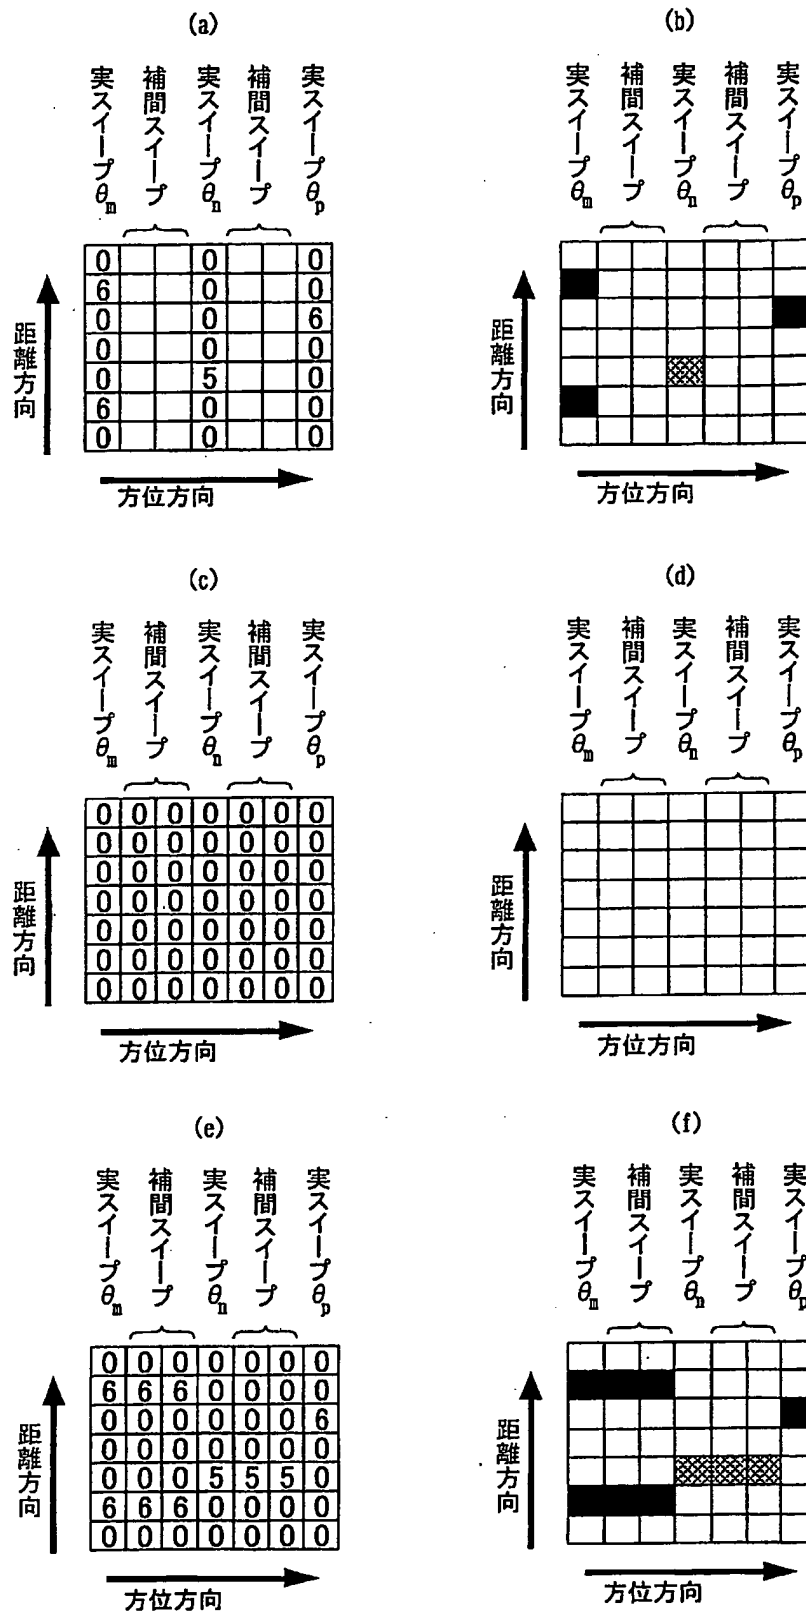 (a)
実スイープθm
補間スイープ
実スイープθn
補間スイープ
実スイープθp
0 0 0
6 0 0
0 0 6
0 0 0
0 5 0
6 0 0
0 0 0
距離方向
方位方向
(b)
実スイープθm
補間スイープ
実スイープθn
補間スイープ
実スイープθp
距離方向
方位方向
(c)
実スイープθm
補間スイープ
実スイープθn
補間スイープ
実スイープθp
0 0 0 0 0 0 0
0 0 0 0 0 0 0
0 0 0 0 0 0 0
0 0 0 0 0 0 0
0 0 0 0 0 0 0
0 0 0 0 0 0 0
0 0 0 0 0 0 0
距離方向
方位方向
(d)
実スイープθm
補間スイープ
実スイープθn
補間スイープ
実スイープθp
距離方向
方位方向
(e)
実スイープθm
補間スイープ
実スイープθn
補間スイープ
実スイープθp
0 0 0 0 0 0 0
6 6 6 0 0 0 0
0 0 0 0 0 0 6
0 0 0 0 0 0 0
0 0 0 5 5 5 0
6 6 6 0 0 0 0
0 0 0 0 0 0 0
距離方向
方位方向
(f)
実スイープθm
補間スイープ
実スイープθn
補間スイープ
実スイープθp
距離方向
方位方向